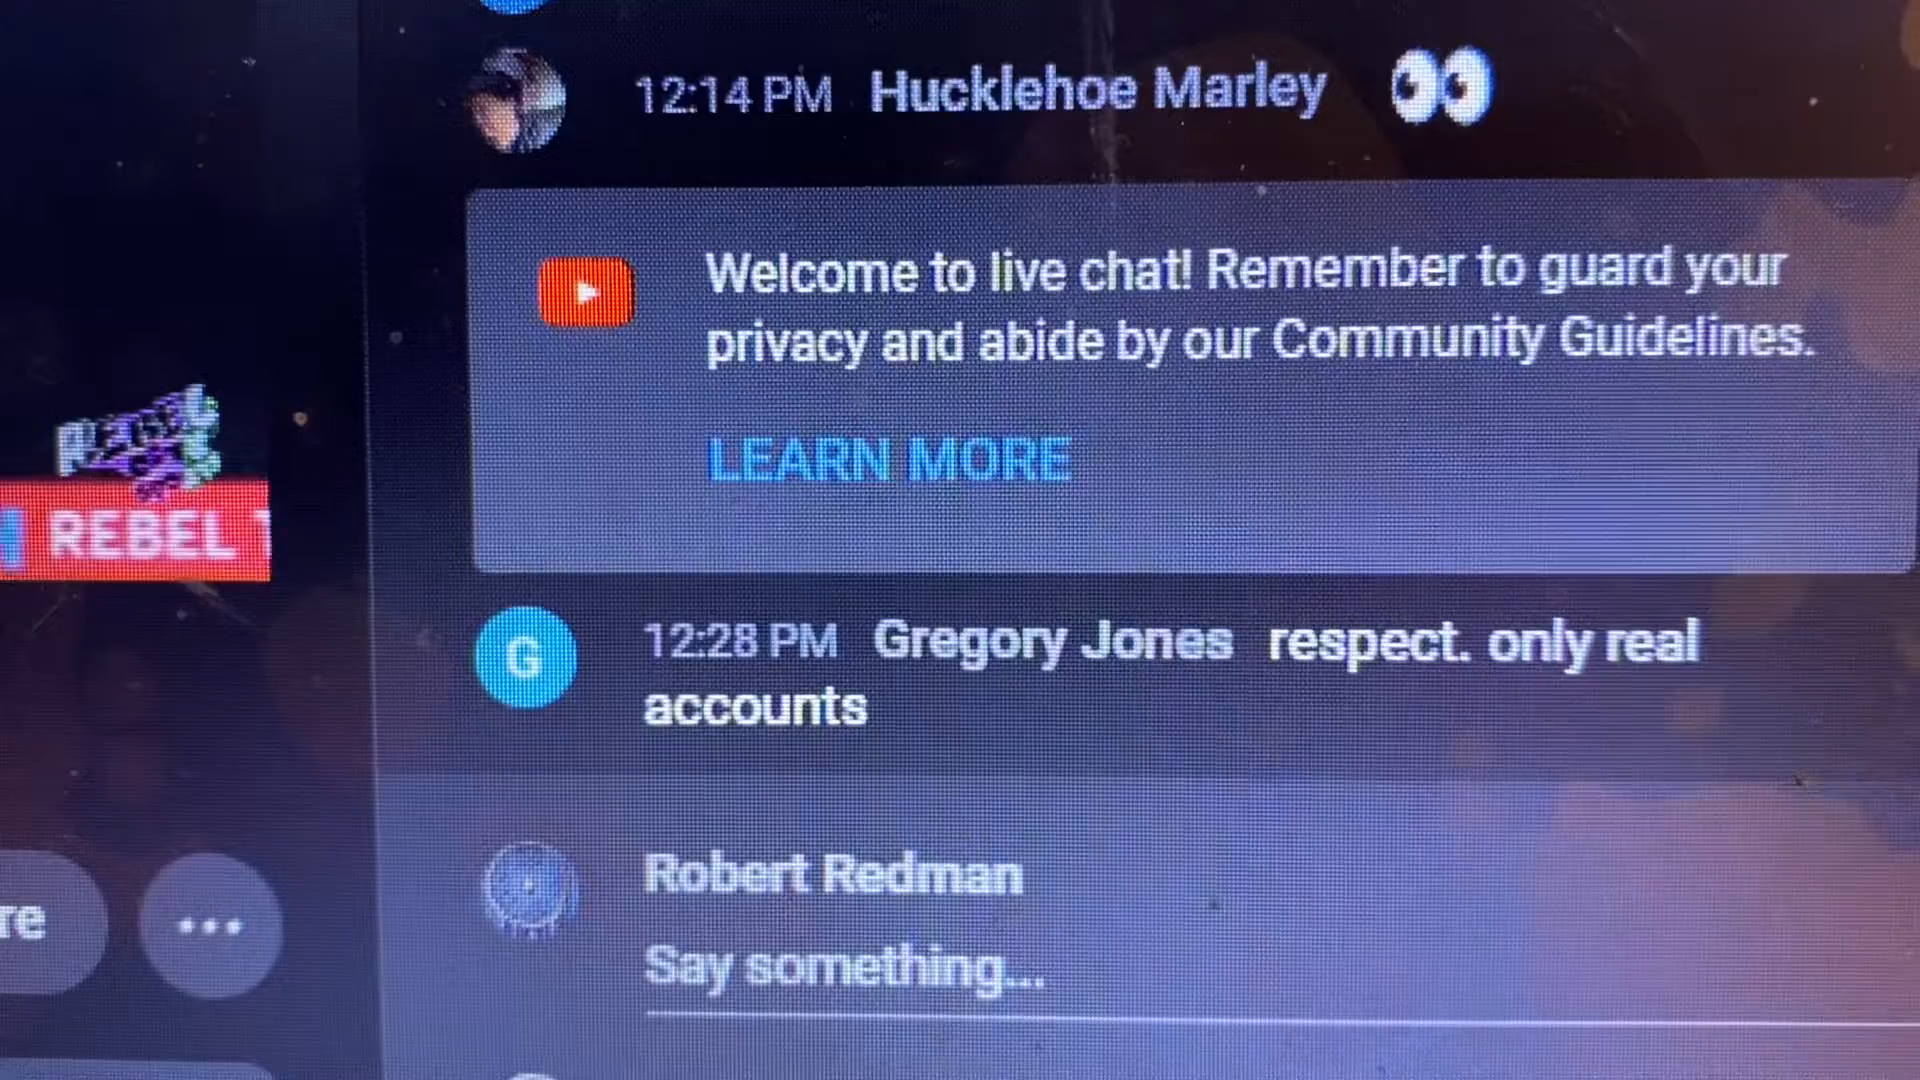 12:14 PM Hucklehoe Marley 👀
Welcome to live chat! Remember to guard your
privacy and abide by our Community Guidelines.
LEARN MORE
REBEL
G 12:28 PM Gregory Jones respect. only real
accounts
Robert Redman
re ...
Say something...